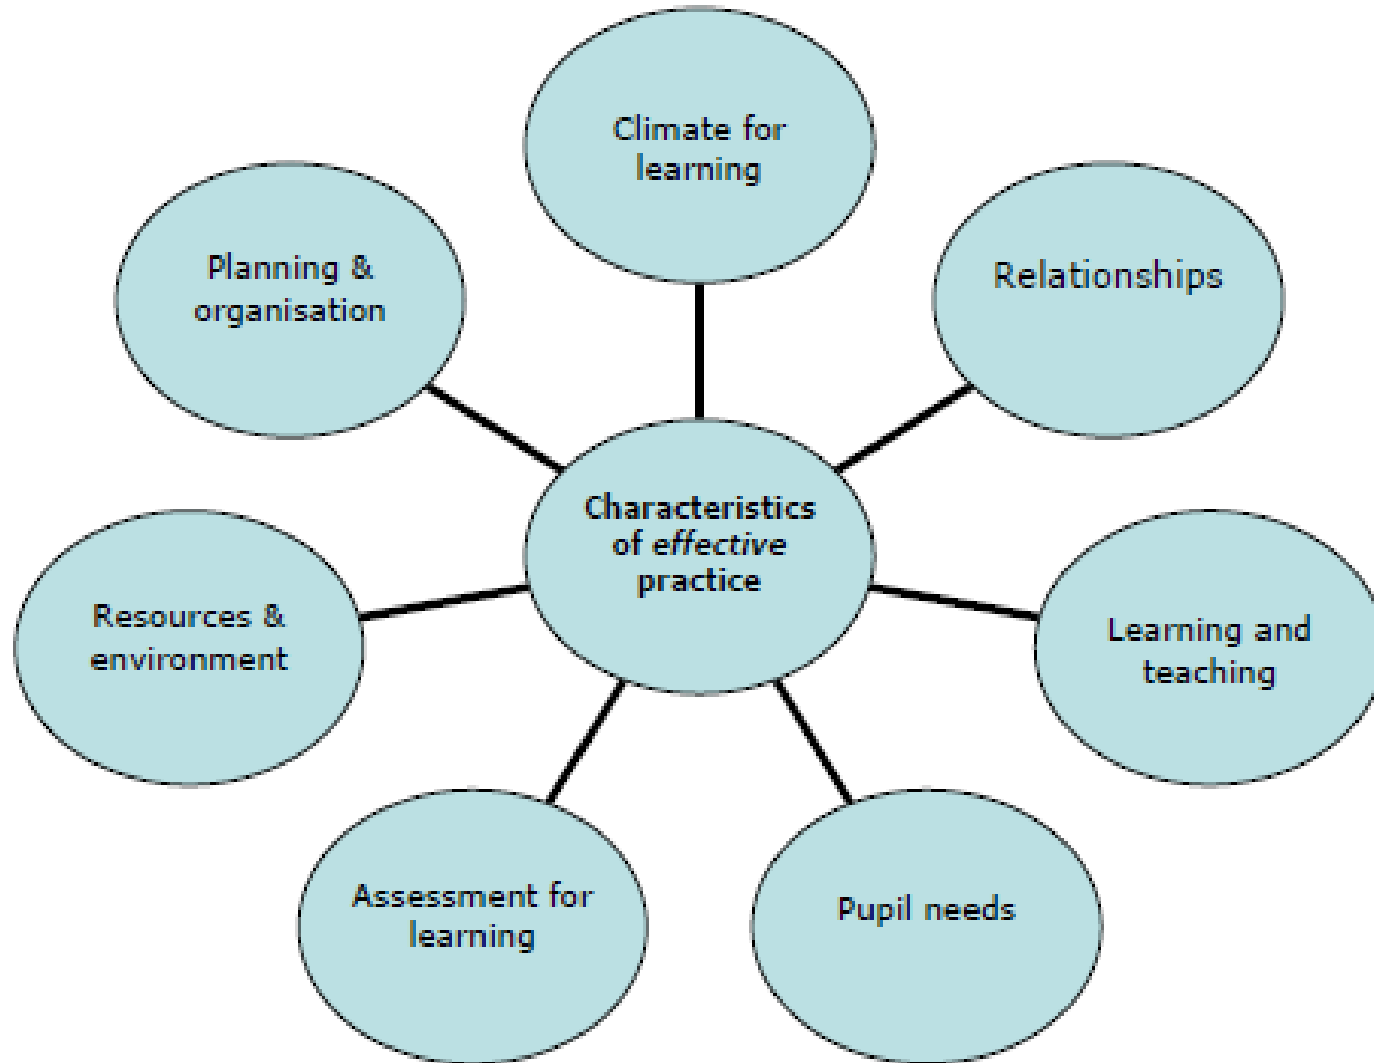 Climate for
learning
Planning &
organisation
Relationships
Characteristics
of effective
practice
Resources &
environment
Learning and
teaching
Assessment for
learning
Pupil needs